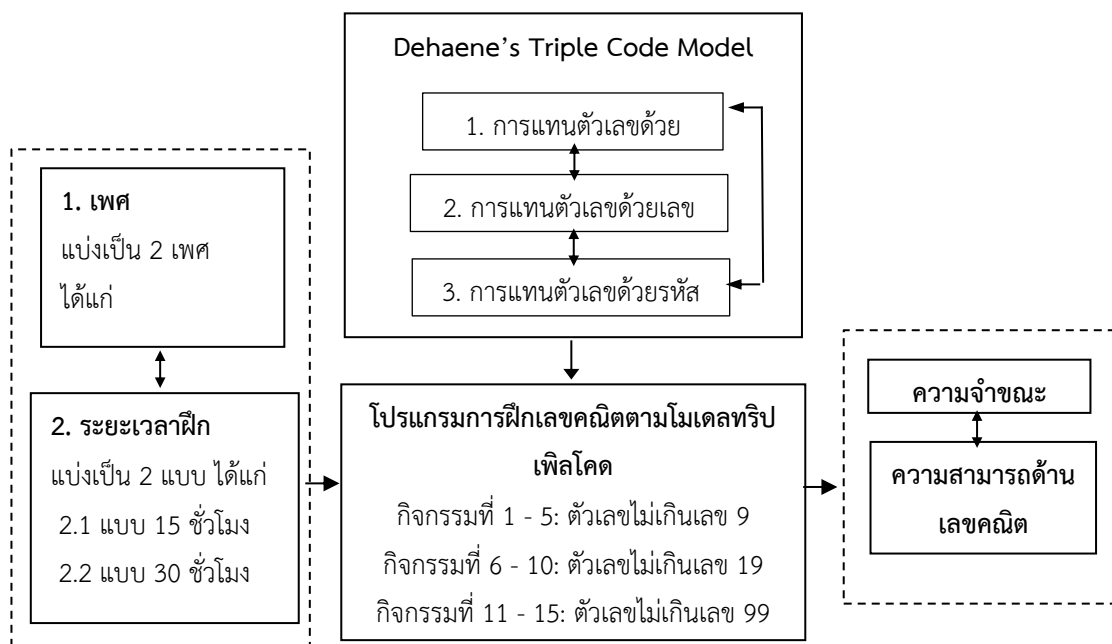 Dehaene's Triple Code Model
1. การแทนตัวเลขด้วย
2. การแทนตัวเลขด้วยเลข
3. การแทนตัวเลขด้วยรหัส
1. เพศ
แบ่งเป็น 2 เพศ
ได้แก่
2. ระยะเวลาฝึก
แบ่งเป็น 2 แบบ ได้แก่
2.1 แบบ 15 ชั่วโมง
2.2 แบบ 30 ชั่วโมง
โปรแกรมการฝึกเลขคณิตตามโมเดลทริป
เพิลโคด
กิจกรรมที่ 1 - 5: ตัวเลขไม่เกินเลข 9
กิจกรรมที่ 6 - 10: ตัวเลขไม่เกินเลข 19
กิจกรรมที่ 11 - 15: ตัวเลขไม่เกินเลข 99
ความจำขณะ
ความสามารถด้าน
เลขคณิต